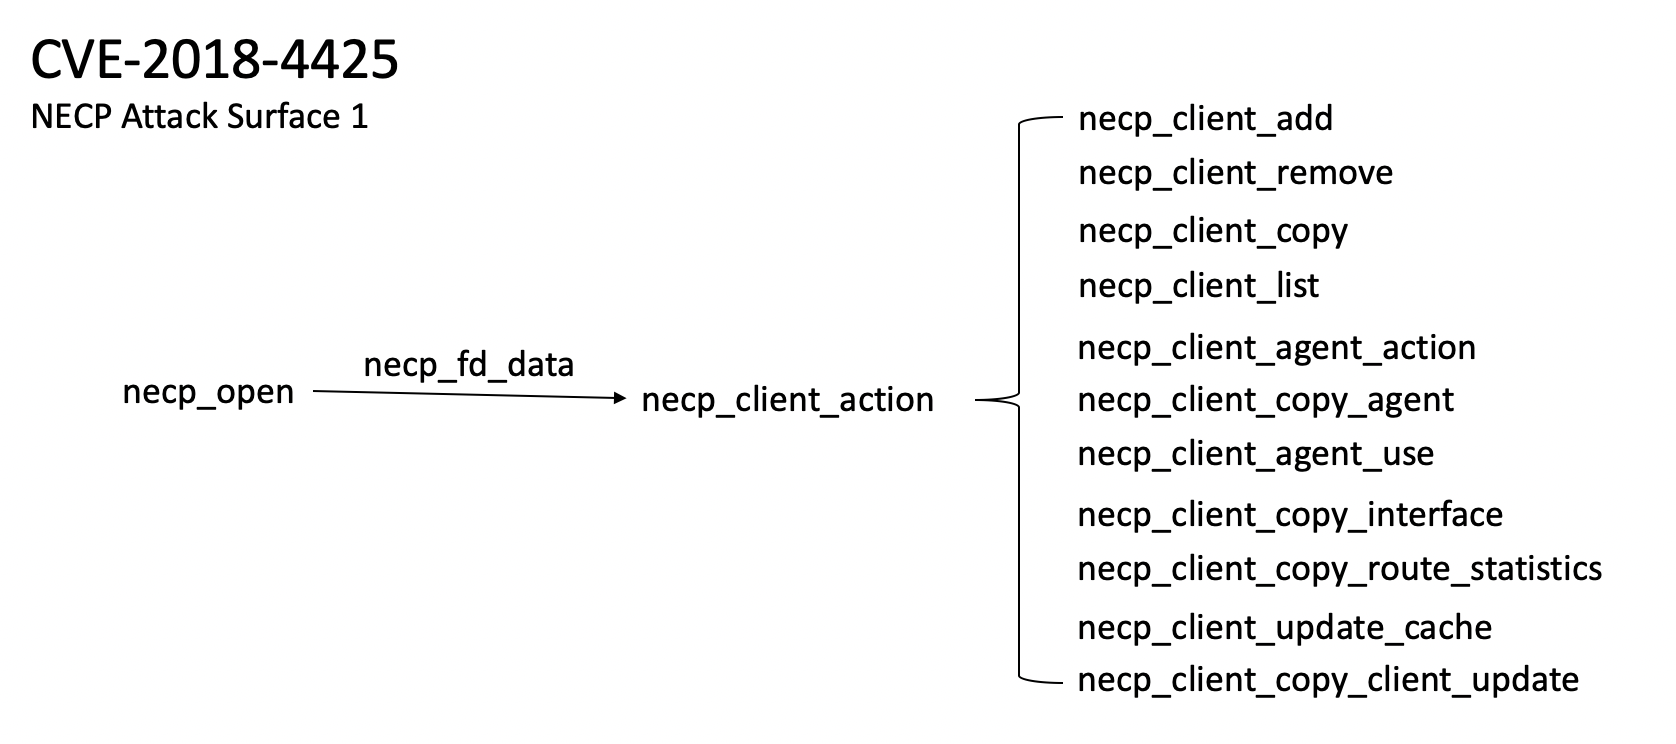 CVE-2018-4425
NECP Attack Surface 1
necp_open
necp_fd_data
necp_client_action
necp_client_add
necp_client_remove
necp_client_copy
necp_client_list
necp_client_agent_action
necp_client_copy_agent
necp_client_agent_use
necp_client_copy_interface
necp_client_copy_route_statistics
necp_client_update_cache
necp_client_copy_client_update